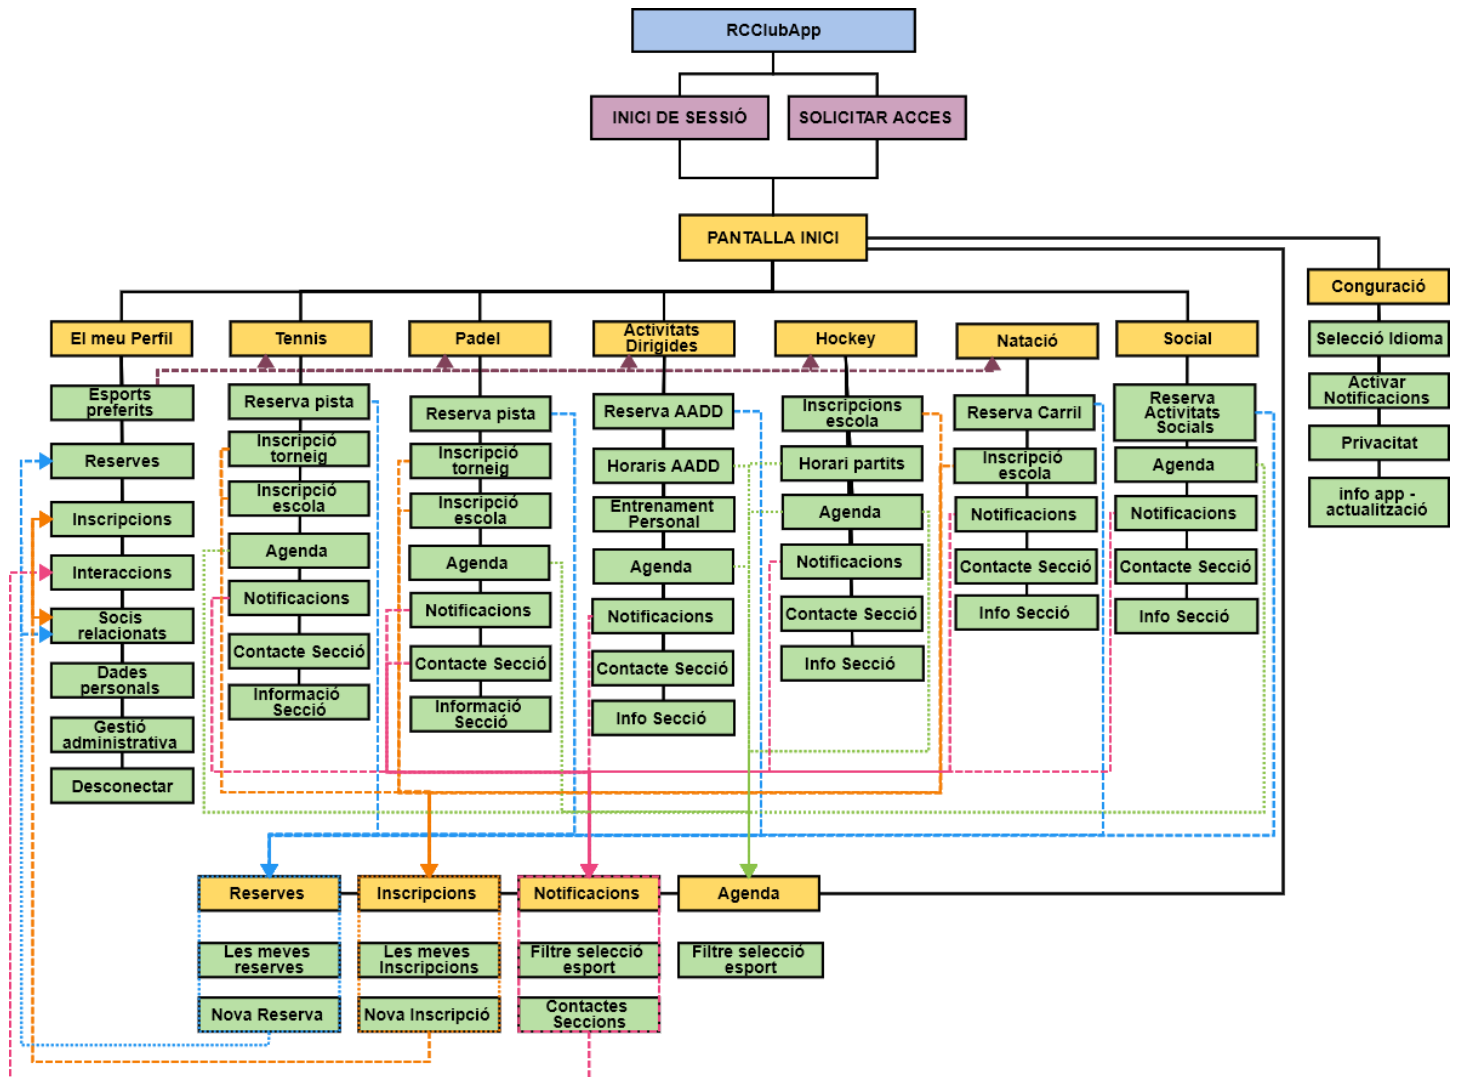 RCClubApp
INICI DE SESSIÓ
SOLICITAR ACCES
PANTALLA INICI
El meu Perfil
Esports
preferits
Reserves
Inscripcions
Interaccions
Socis
relacionats
Dades
personals
Gestió
administrativa
Desconectar
Tennis
Reserva pista
Inscripció
torneig
Inscripció
escola
Agenda
Notificacions
Contacte Secció
Informació
Secció
Padel
Reserva pista
Inscripció
torneig
Inscripció
escola
Agenda
Notificacions
Contacte Secció
Informació
Secció
Activitats
Dirigides
Reserva AADD
Horaris AADD
Entrenament
Personal
Agenda
Notificacions
Contacte Secció
Info Secció
Hockey
Inscripcions
escola
Horari partits
Agenda
Notificacions
Contacte Secció
Info Secció
Natació
Reserva Carril
Inscripció
escola
Notificacions
Contacte Secció
Info Secció
Social
Reserva
Activitats
Socials
Agenda
Notificacions
Contacte Secció
Info Secció
Conguració
Selecció Idioma
Activar
Notificacions
Privacitat
info app -
actualització
Reserves
Les meves
reserves
Nova Reserva
Inscripcions
Les meves
Inscripcions
Nova Inscripció
Notificacions
Filtre selecció
esport
Contactes
Seccions
Agenda
Filtre selecció
esport